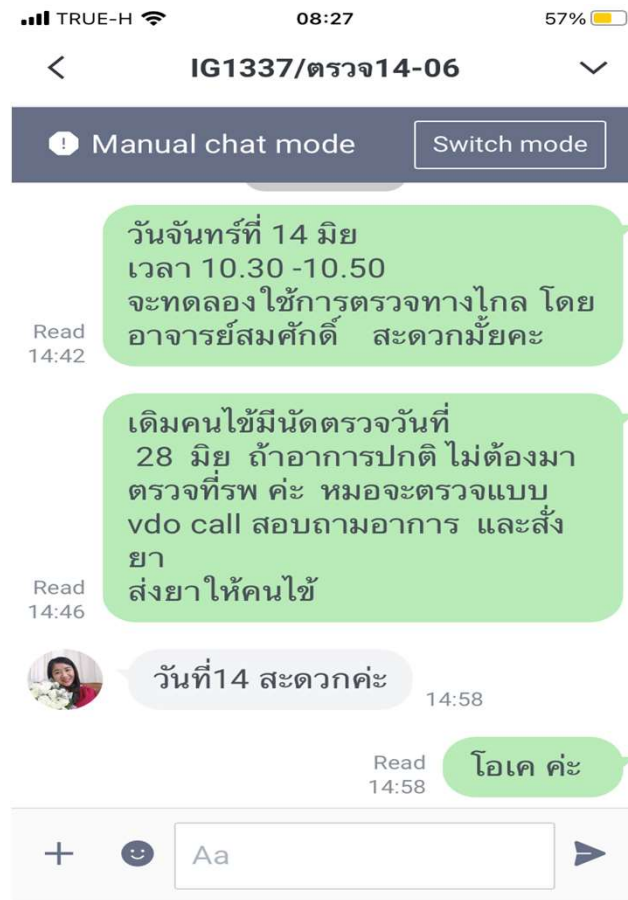 TRUE-H 08:27 57%
IG1337/ตรวจ14-06
Manual chat mode Switch mode
วันจันทร์ที่ 14 มิย
เวลา 10.30 -10.50
จะทดลองใช้การตรวจทางไกล โดย
อาจารย์สมศักดิ์ สะดวกมั้ยคะ
Read
14:42
เดิมคนไข้มีนัดตรวจวันที่
28 มิย ถ้าอาการปกติ ไม่ต้องมา
ตรวจที่รพ ค่ะ หมอจะตรวจแบบ
vdo call สอบถามอาการ และสั่ง
ยา
ส่งยาให้คนไข้
Read
14:46
วันที่14 สะดวกค่ะ
14:58
Read
14:58
โอเค ค่ะ
Aa